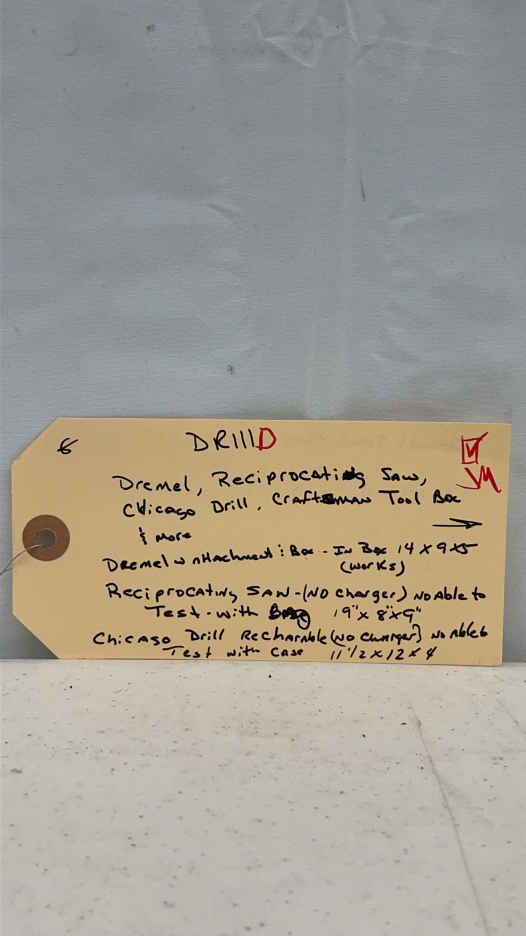 6 DRIIID
Dremel, Reciprocating Saw,
Chicago Drill, Craftsman Tool Box
& more
Dremel w attachment & Box - In Box 14 x 9 x 5
(works)
Reciprocating Saw - (NO charger) No Able to
Test - with Bag 19" x 8" x 9"
Chicago Drill Recharnable (No charger) No Able to
Test with Case 11 1/2 x 12 x 4